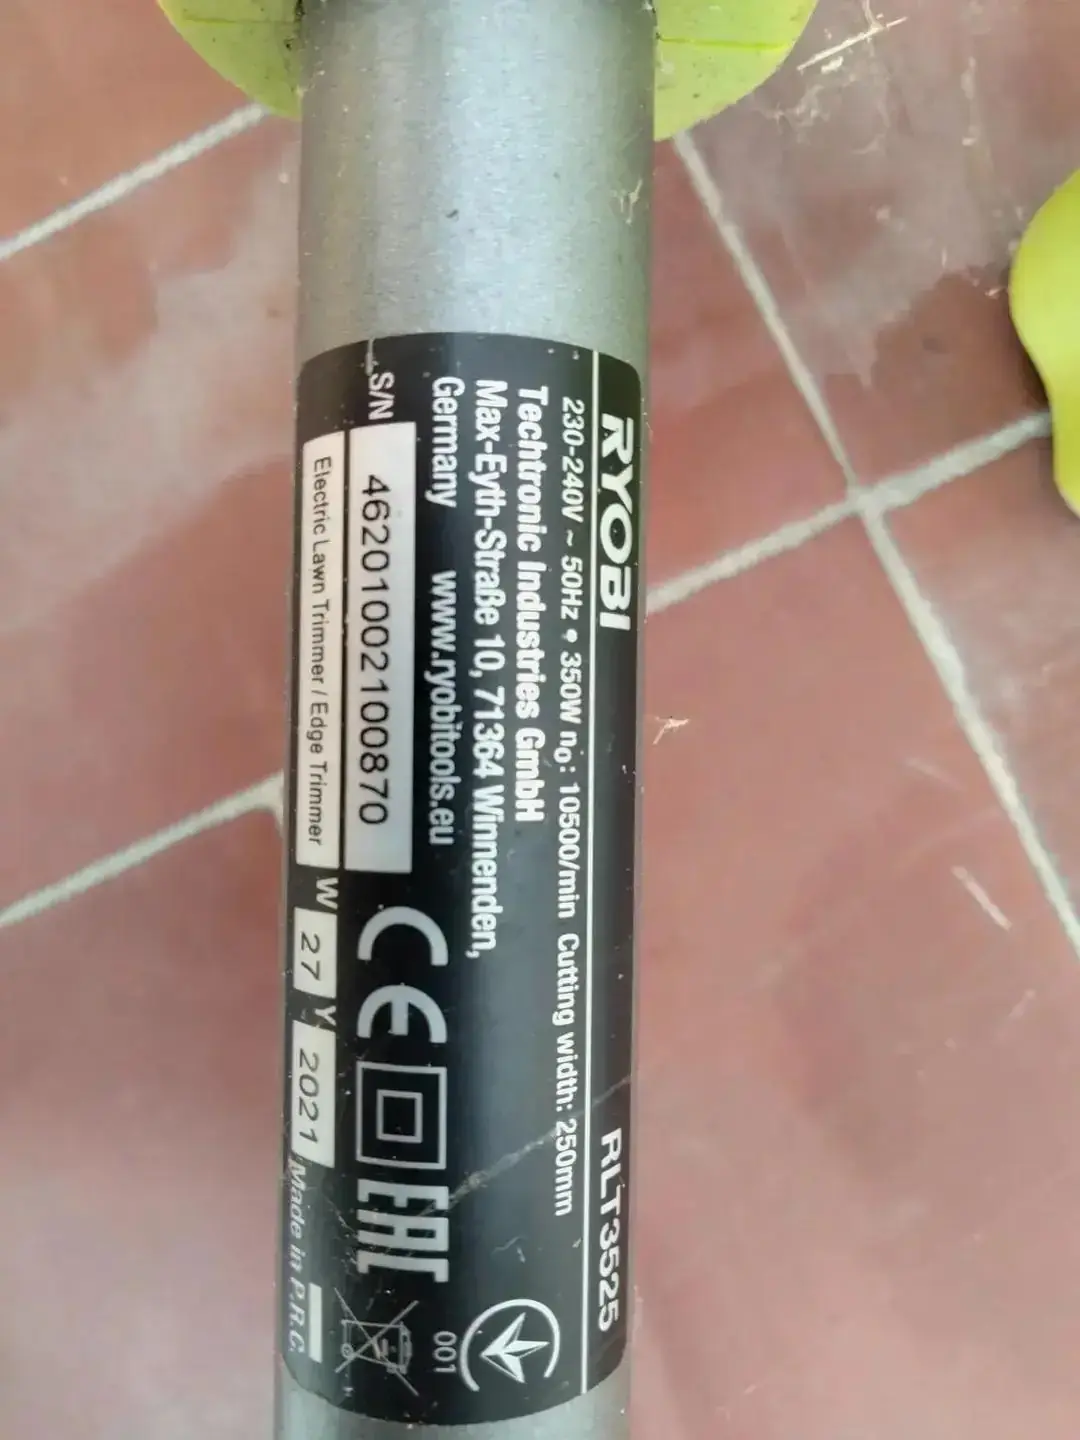 RYOBI RLT3525
230-240V ~ 50Hz • 350W n₀: 10500/min Cutting width: 250mm
Techtronic Industries GmbH
Max-Eyth-Straße 10, 71364 Winnenden,
Germany www.ryobitools.eu
S/N 46201002100870
Electric Lawn Trimmer / Edge Trimmer W 27 Y 2021 Made in P.R.C.
CE EAC
001